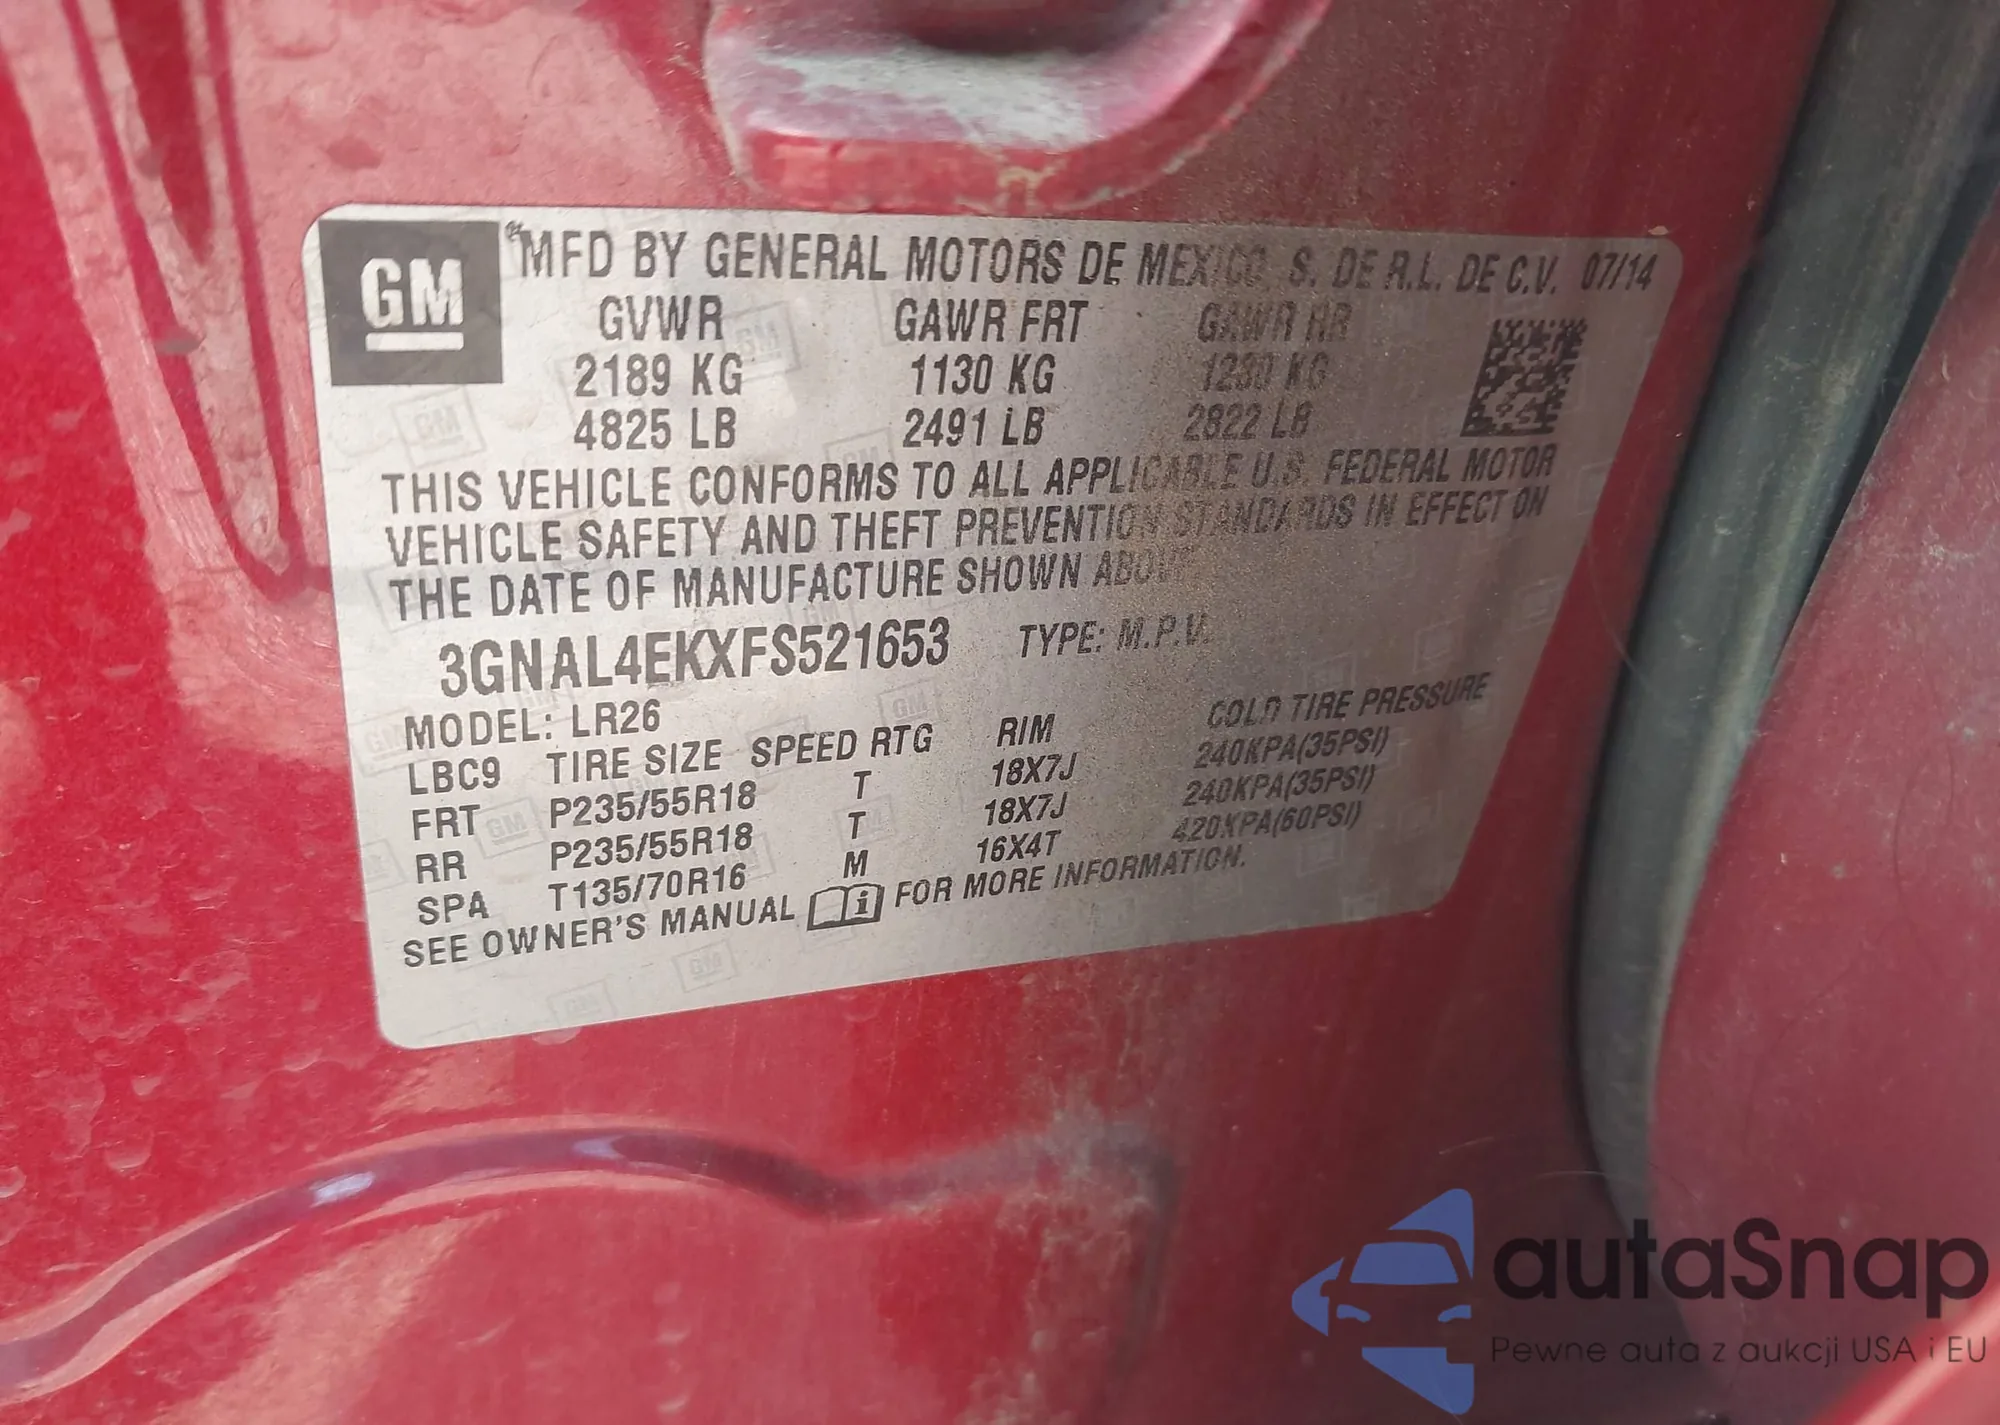 GM
MFD BY GENERAL MOTORS DE MEXICO, S. DE R.L. DE C.V. 07/14
GVWR GAWR FRT GAWR RR
2189 KG 1130 KG 1280 KG
4825 LB 2491 LB 2822 LB
THIS VEHICLE CONFORMS TO ALL APPLICABLE U.S. FEDERAL MOTOR
VEHICLE SAFETY AND THEFT PREVENTION STANDARDS IN EFFECT ON
THE DATE OF MANUFACTURE SHOWN ABOVE.
3GNAL4EKXFS521653 TYPE: M.P.V.
MODEL: LR26
LBC9 TIRE SIZE SPEED RTG RIM COLD TIRE PRESSURE
FRT P235/55R18 T 18X7J 240KPA(35PSI)
RR P235/55R18 T 18X7J 240KPA(35PSI)
SPA T135/70R16 M 16X4T 420KPA(60PSI)
SEE OWNER'S MANUAL FOR MORE INFORMATION.
autaSnap
Pewne auta z aukcji USA i EU